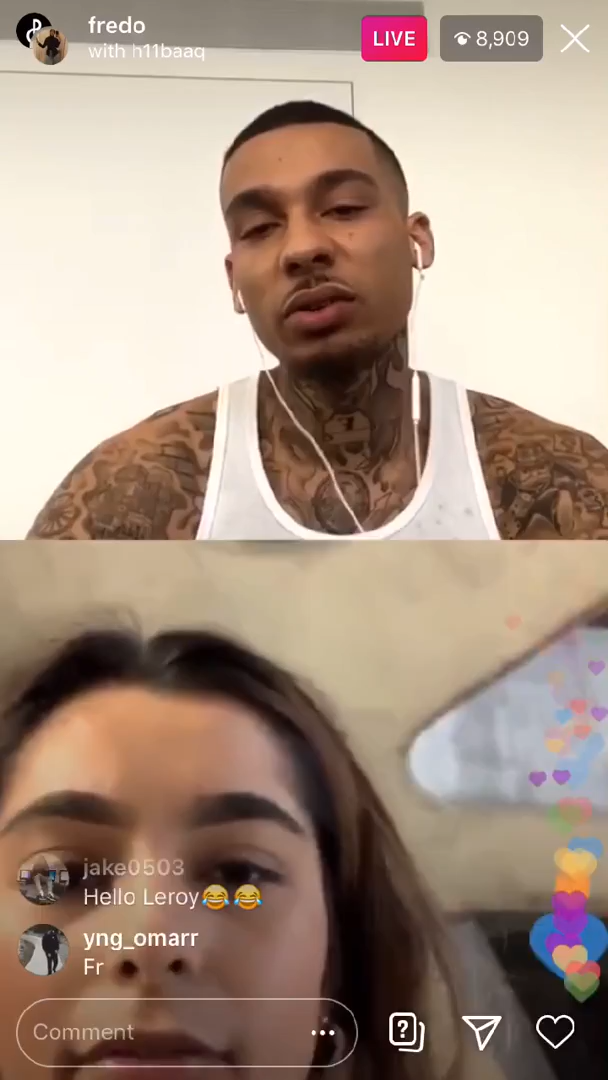 fredo
with h11baaq
LIVE
8,909
jake0503
Hello Leroy😂😂
yng_omarr
Fr
Comment